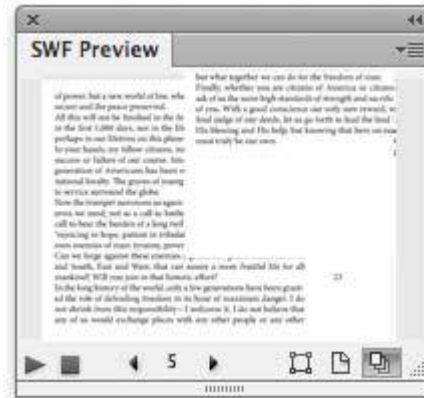 SWF Preview
but what together we can do for the freedom of man.
Finally, whether you are citizens of America or citizens
ask of us the same high standards of strength and sacrific
of you. With a good conscience our only sure reward, w
final judge of our deeds, let us go forth to lead the land
His blessing and His help, but knowing that here on ear
must truly be our own.
of power, but a new world of law, whe
secure and the peace preserved.
All this will not be finished in the fir
in the first 1,000 days, nor in the life
perhaps in our lifetime on this plane
In your hands, my fellow citizens, mo
success or failure of our course. Sinc
generation of Americans has been s
national loyalty. The graves of young
to service surround the globe.
Now the trumpet summons us again
arms we need; not as a call to battle
call to bear the burden of a long twil
"rejoicing in hope, patient in tribulat
mon enemies of man: tyranny, pover
Can we forge against these enemies
and South, East and West, that can assure a more fruitful life for all
mankind? Will you join in that historic effort?
23
In the long history of the world, only a few generations have been grant-
ed the role of defending freedom in its hour of maximum danger. I do
not shrink from this responsibility—I welcome it. I do not believe that
any of us would exchange places with any other people or any other
5